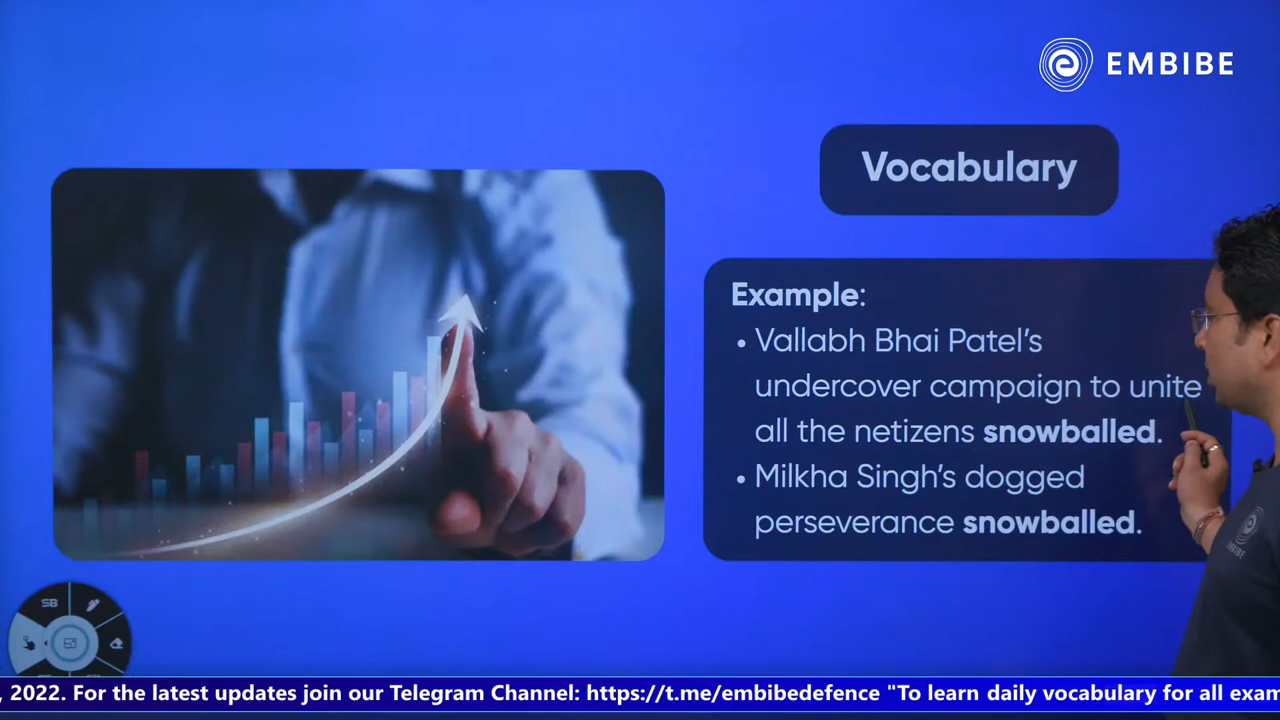 EMBIBE
Vocabulary
Example:
• Vallabh Bhai Patel's
undercover campaign to unite
all the netizens snowballed.
• Milkha Singh's dogged
perseverance snowballed.
EMBIBE
SB
, 2022. For the latest updates join our Telegram Channel: https://t.me/embibedefence "To learn daily vocabulary for all exam